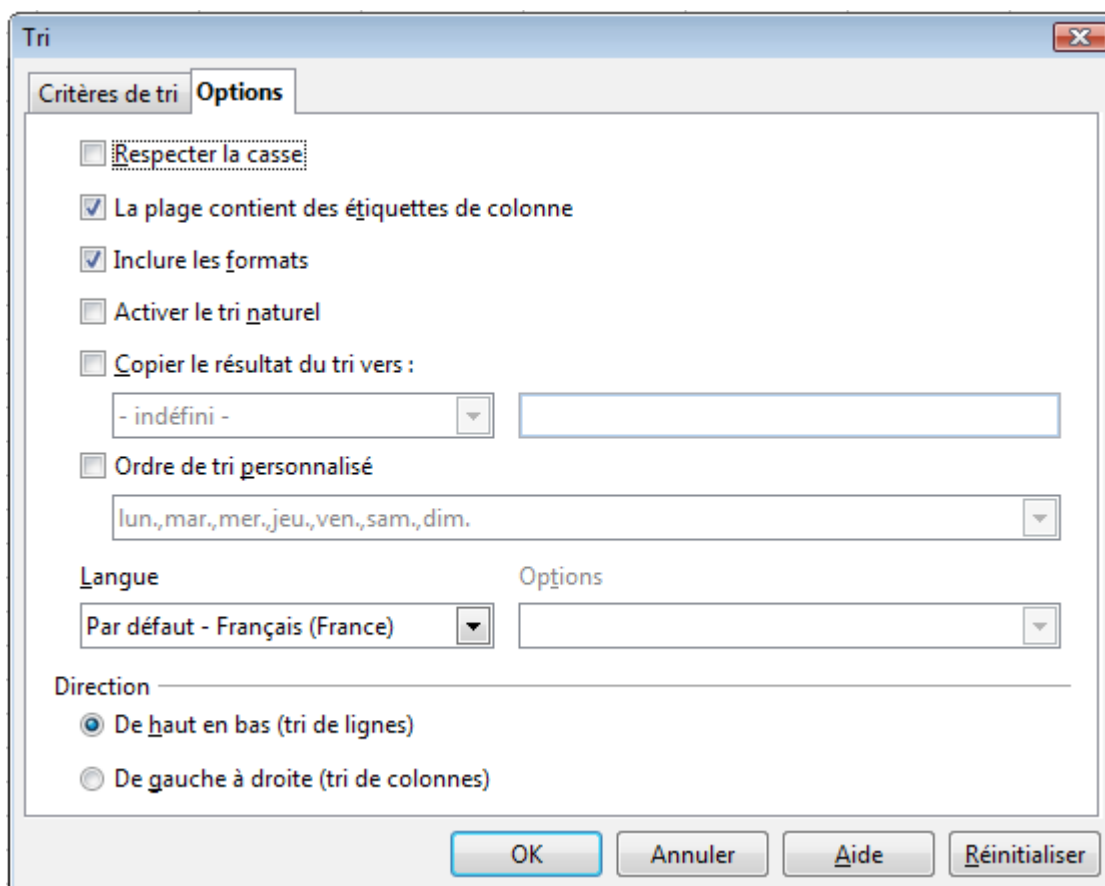 Tri
Critères de tri Options
Respecter la casse
La plage contient des étiquettes de colonne
Inclure les formats
Activer le tri naturel
Copier le résultat du tri vers :
- indéfini -
Ordre de tri personnalisé
lun.,mar.,mer.,jeu.,ven.,sam.,dim.
Langue Options
Par défaut - Français (France)
Direction
De haut en bas (tri de lignes)
De gauche à droite (tri de colonnes)
OK Annuler Aide Réinitialiser